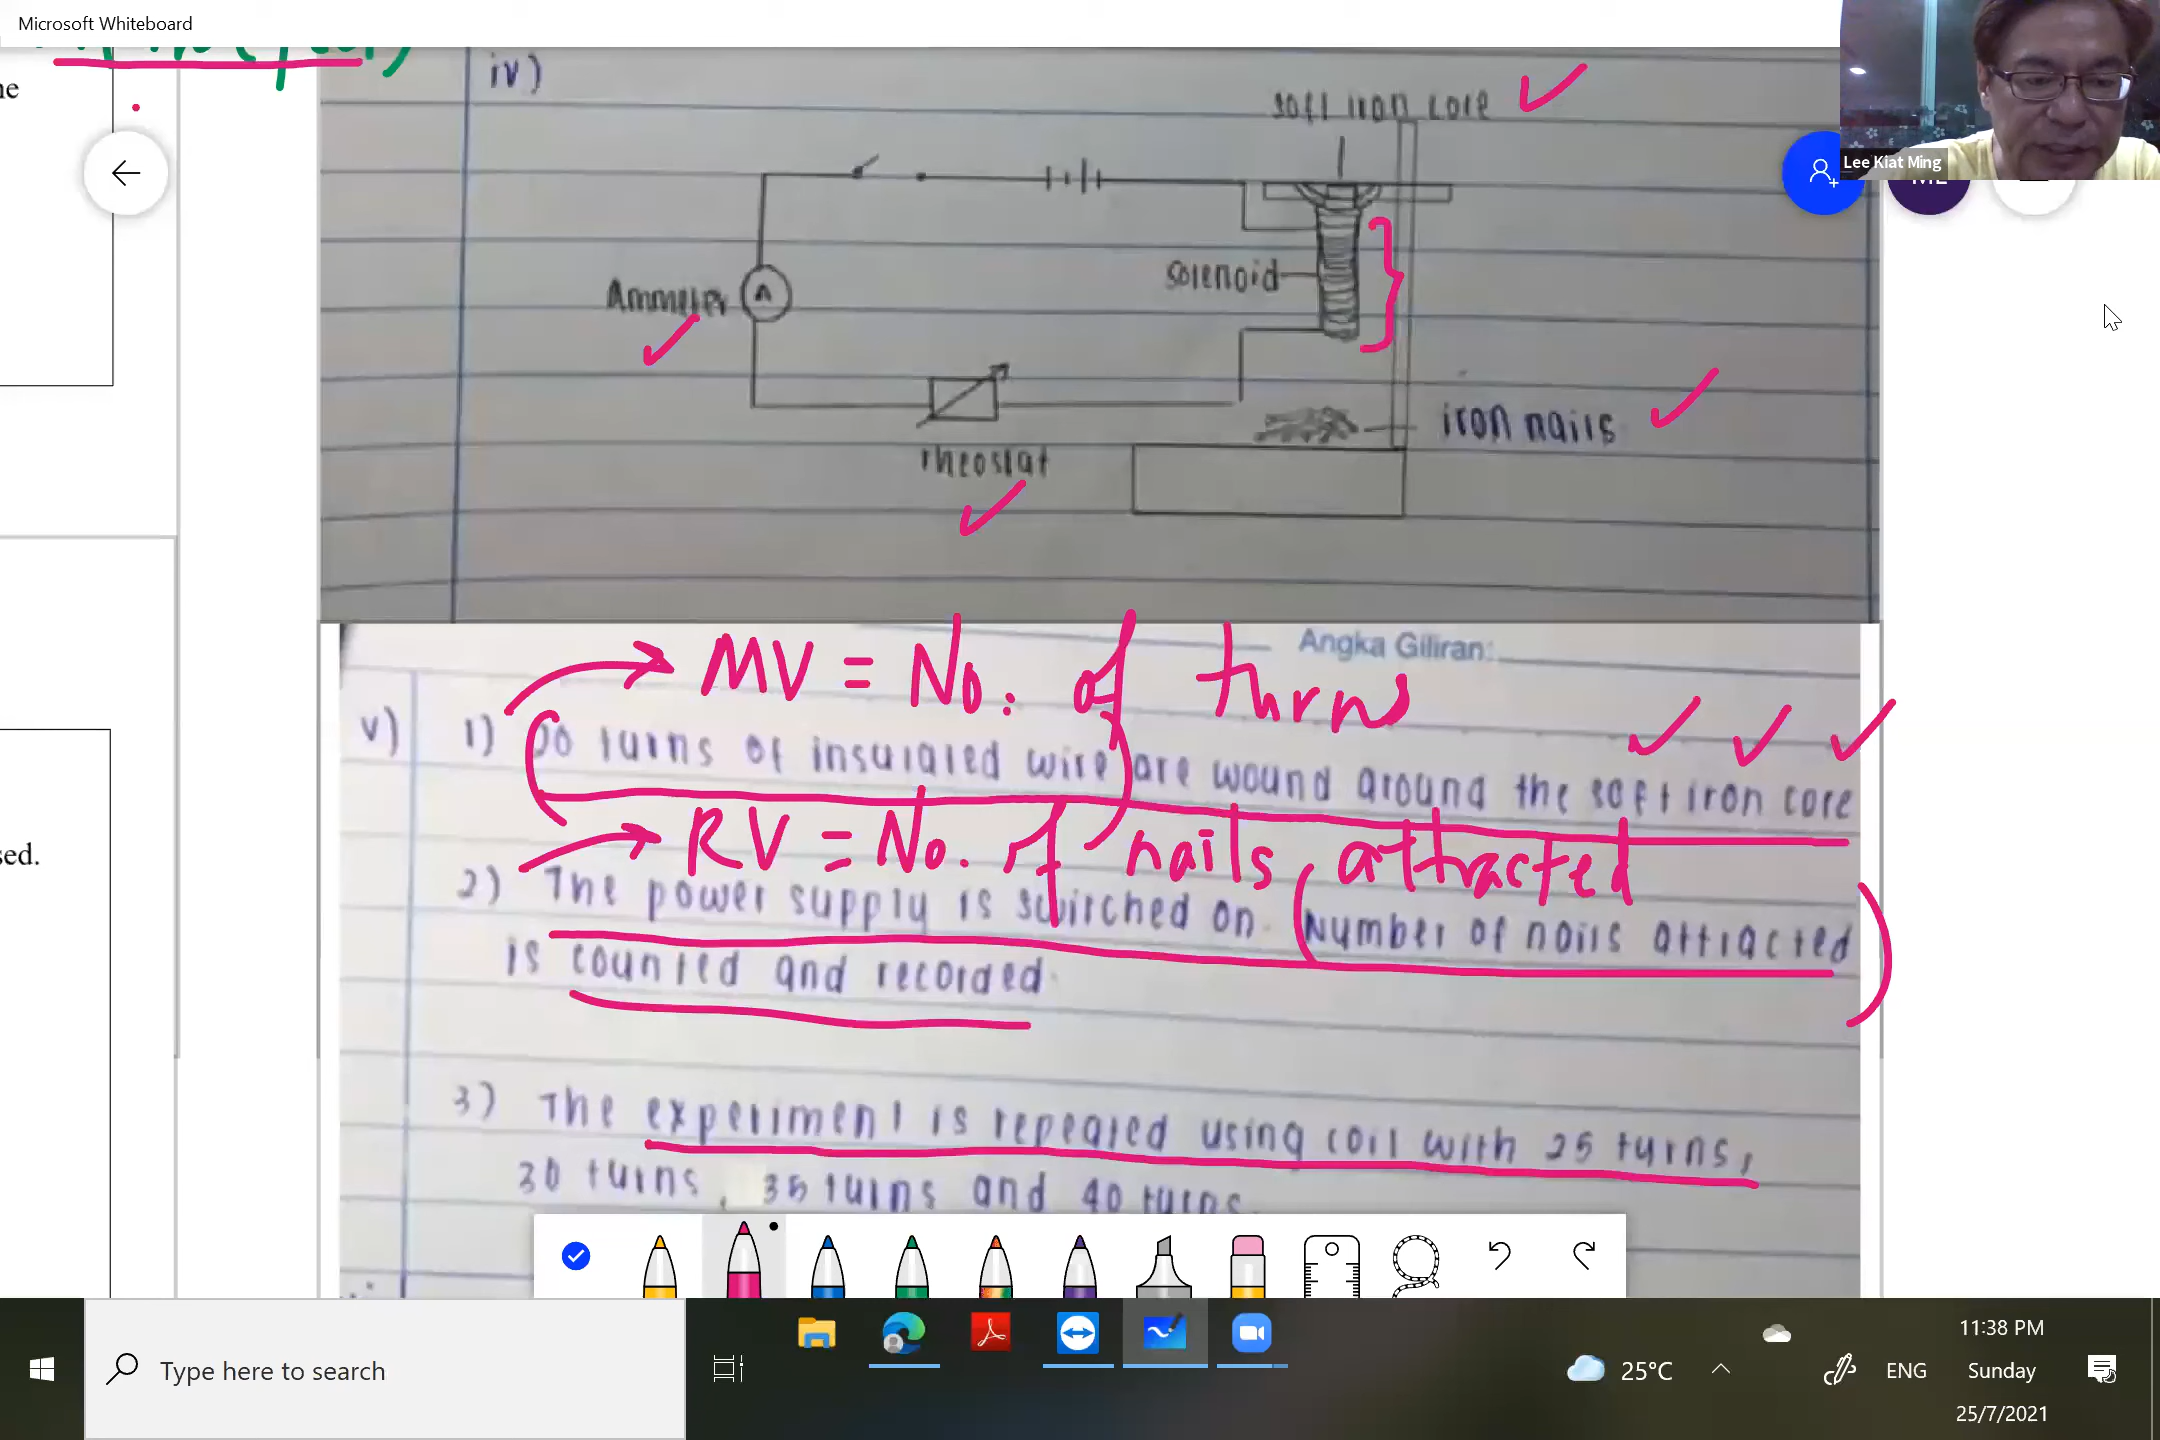 Microsoft Whiteboard
iv)
soft iron core
Lee Kiat Ming
Ammeter
A
solenoid
iron nails
rheostat
Angka Giliran:
MV = No. of turns
v) 1) turns of insulated wire are wound around the soft iron core
RV = No. of nails attracted
2) The power supply is swirched on. Number of nails attracted
is counted and recorded.
3) The experiment is repeated using coil with 25 turns,
30 turns, 35 turns and 40 turns.
sed.
Type here to search
25°C
ENG
11:38 PM
Sunday
25/7/2021